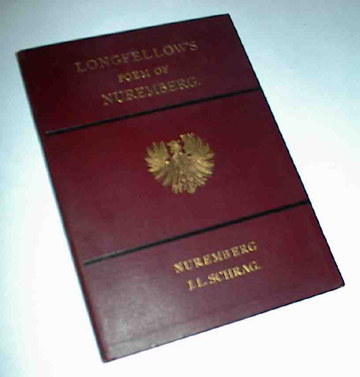 LONGFELLOW'S
POEM OF
NUREMBERG.
NUREMBERG
J.L. SCHRAG.